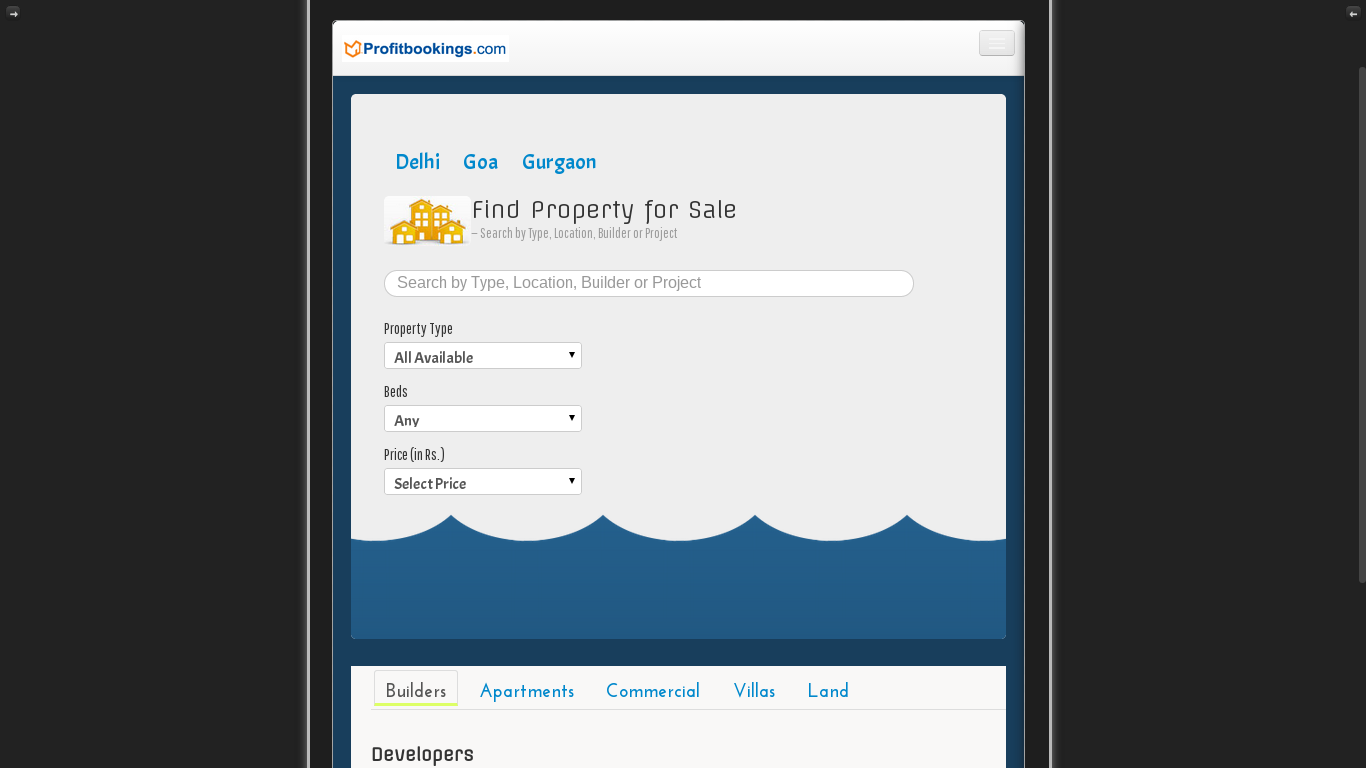 Profitbookings.com
Delhi Goa Gurgaon
Find Property for Sale
– Search by Type, Location, Builder or Project
Search by Type, Location, Builder or Project
Property Type
All Available
Beds
Any
Price (in Rs.)
Select Price
Builders Apartments Commercial Villas Land
Developers